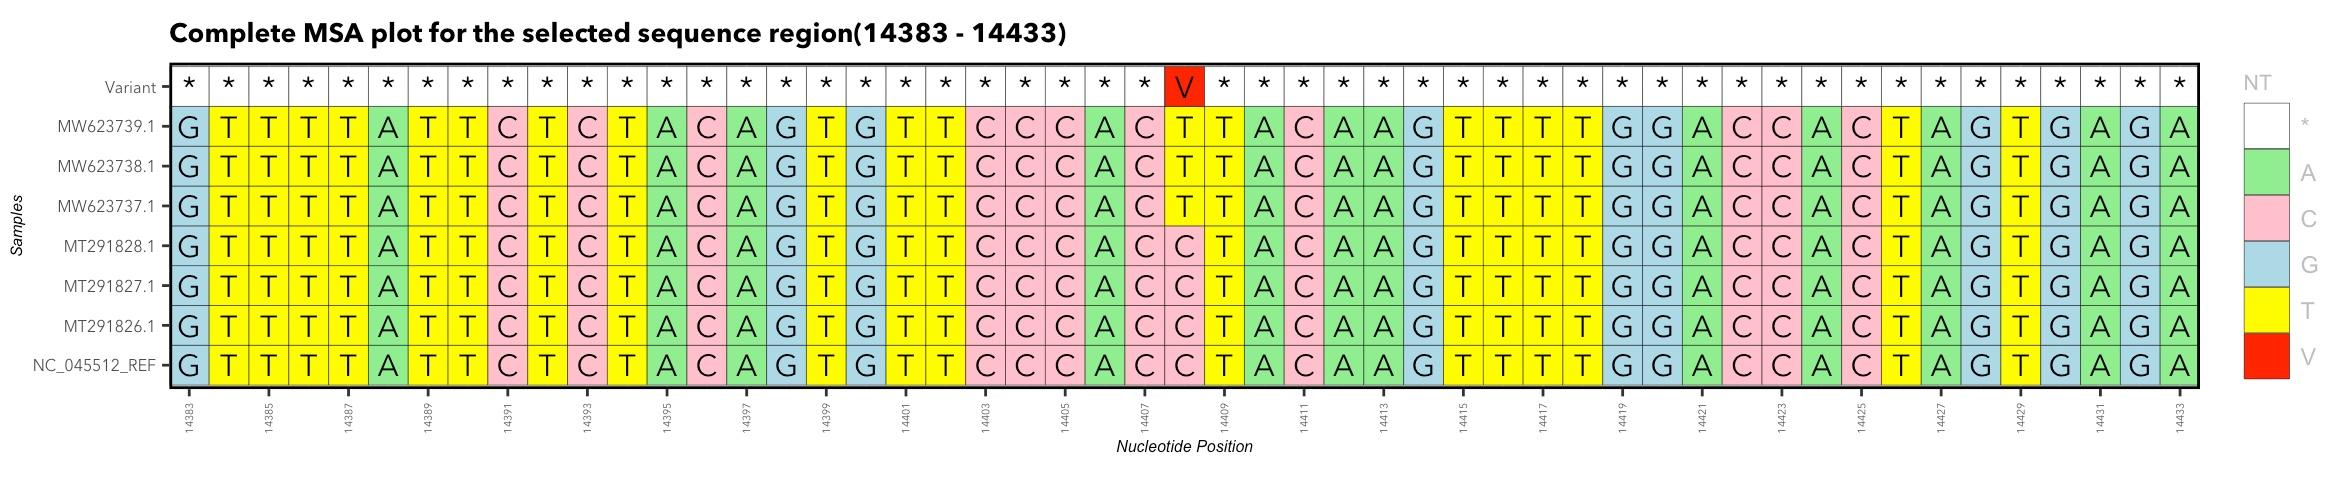 Complete MSA plot for the selected sequence region(14383 - 14433)
Variant * * * * * * * * * * * * * * * * * * * * * * * * * V * * * * * * * * * * * * * * * * * * * * * * * * *
MW623739.1 G T T T T A T T C T C T A C A G T G T T C C C A C T T A C A A G T T T T G G A C C A C T A G T G A G A
MW623738.1 G T T T T A T T C T C T A C A G T G T T C C C A C T T A C A A G T T T T G G A C C A C T A G T G A G A
MW623737.1 G T T T T A T T C T C T A C A G T G T T C C C A C T T A C A A G T T T T G G A C C A C T A G T G A G A
MT291828.1 G T T T T A T T C T C T A C A G T G T T C C C A C C T A C A A G T T T T G G A C C A C T A G T G A G A
MT291827.1 G T T T T A T T C T C T A C A G T G T T C C C A C C T A C A A G T T T T G G A C C A C T A G T G A G A
MT291826.1 G T T T T A T T C T C T A C A G T G T T C C C A C C T A C A A G T T T T G G A C C A C T A G T G A G A
NC_045512_REF G T T T T A T T C T C T A C A G T G T T C C C A C C T A C A A G T T T T G G A C C A C T A G T G A G A
Samples
14383 14385 14387 14389 14391 14393 14395 14397 14399 14401 14403 14405 14407 14409 14411 14413 14415 14417 14419 14421 14423 14425 14427 14429 14431 14433
Nucleotide Position
NT
*
A
C
G
T
V